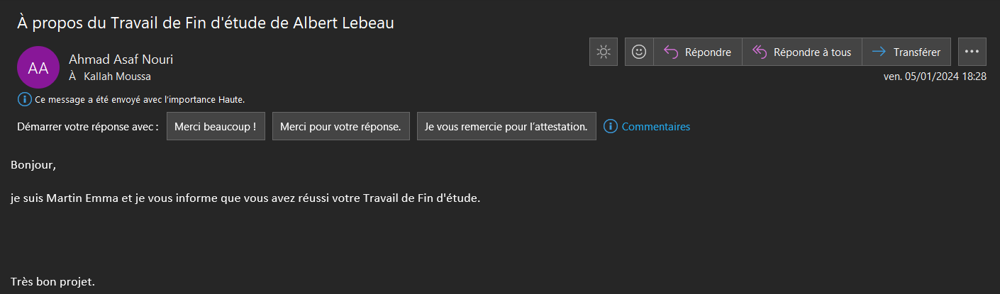 À propos du Travail de Fin d'étude de Albert Lebeau
AA
Ahmad Asaf Nouri
À Kallah Moussa
Répondre
Répondre à tous
Transférer
ven. 05/01/2024 18:28
Ce message a été envoyé avec l'importance Haute.
Démarrer votre réponse avec : Merci beaucoup ! Merci pour votre réponse. Je vous remercie pour l'attestation. Commentaires
Bonjour,
je suis Martin Emma et je vous informe que vous avez réussi votre Travail de Fin d'étude.
Très bon projet.